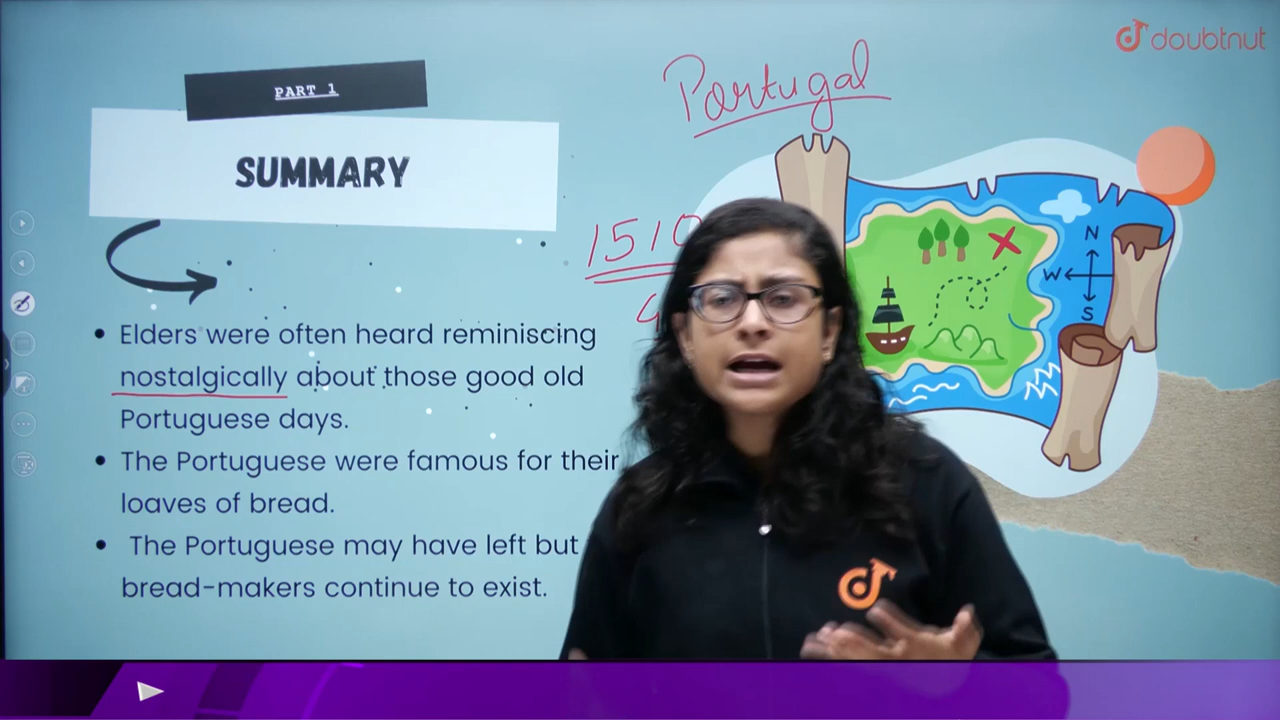 doubtnut
PART 1
Portugal
SUMMARY
1510
N
W
S
Elders were often heard reminiscing
nostalgically about those good old
Portuguese days.
The Portuguese were famous for their
loaves of bread.
The Portuguese may have left but
bread-makers continue to exist.